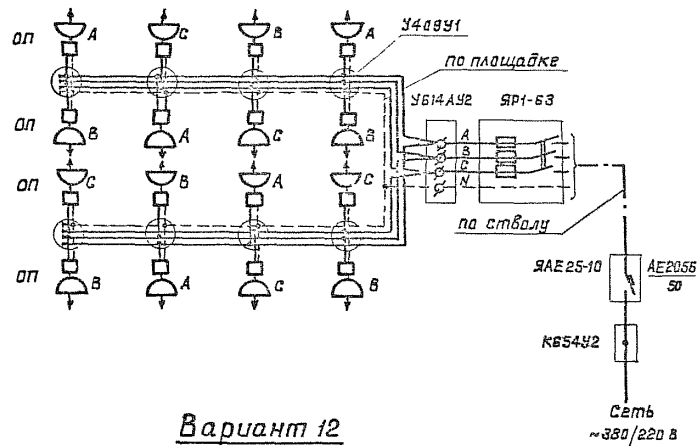 ОП A C B A У409У1
по площадке
У614АУ2 ЯР1-63
ОП B A C B
A
B
C
N
ОП C B A C
по стволу
ОП B A C B
ЯАЕ25-10 АЕ2056
50
К654У2
Сеть
~380/220 В
Вариант 12